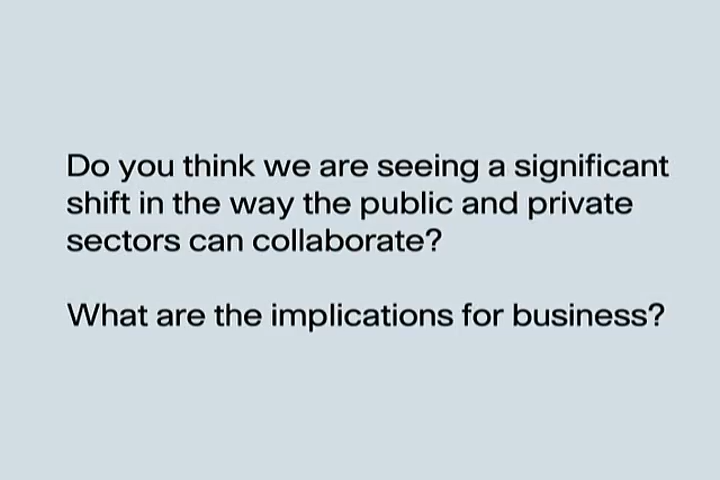 Do you think we are seeing a significant
shift in the way the public and private
sectors can collaborate?
What are the implications for business?